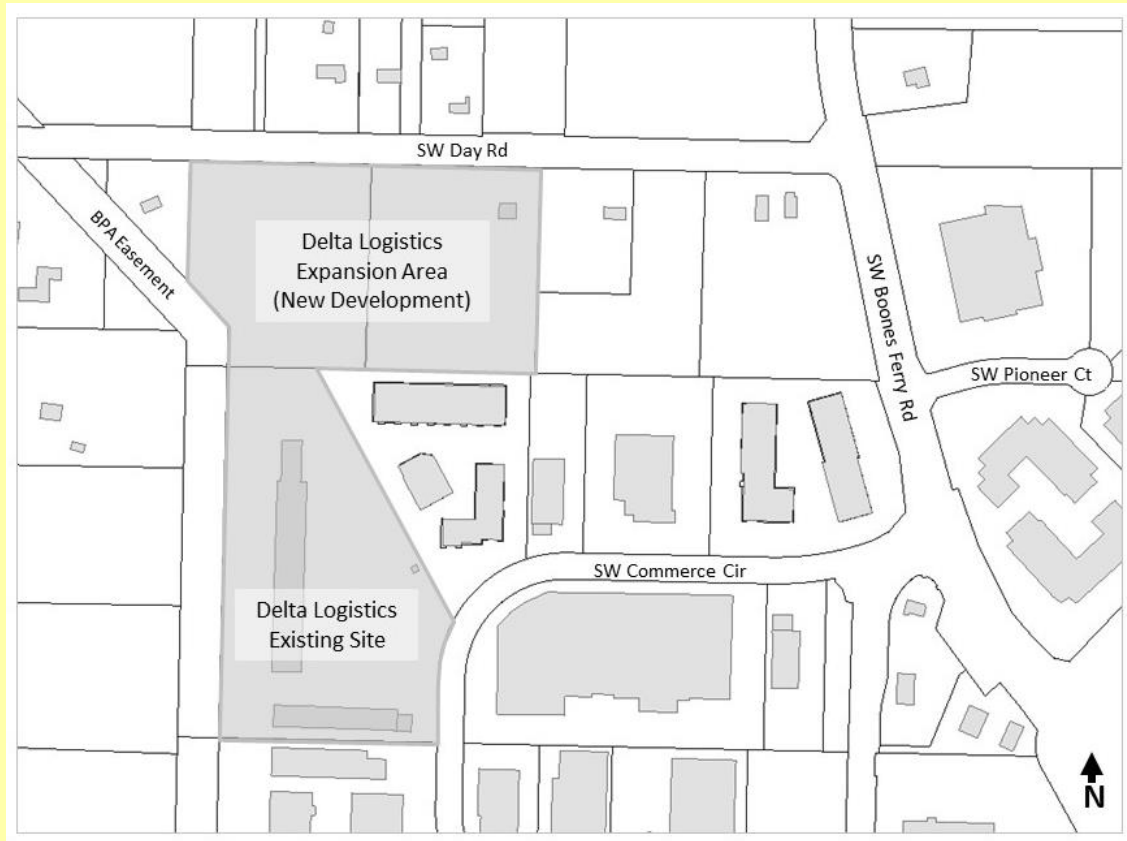 SW Day Rd
BPA Easement
Delta Logistics
Expansion Area
(New Development)
SW Boones Ferry Rd
SW Pioneer Ct
SW Commerce Cir
Delta Logistics
Existing Site
N